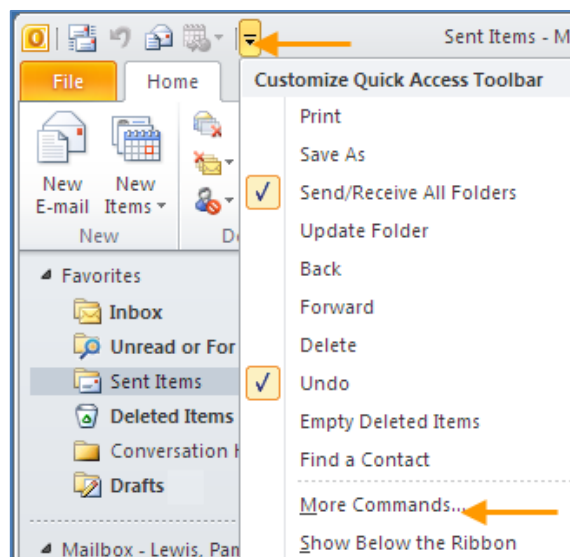 Sent Items - M
File
Home
Customize Quick Access Toolbar
Print
Save As
Send/Receive All Folders
Update Folder
Back
Forward
Delete
Undo
Empty Deleted Items
Find a Contact
More Commands...
Show Below the Ribbon
New
E-mail
New
Items
New
D
Favorites
Inbox
Unread or For
Sent Items
Deleted Items
Conversation H
Drafts
Mailbox - Lewis, Pam